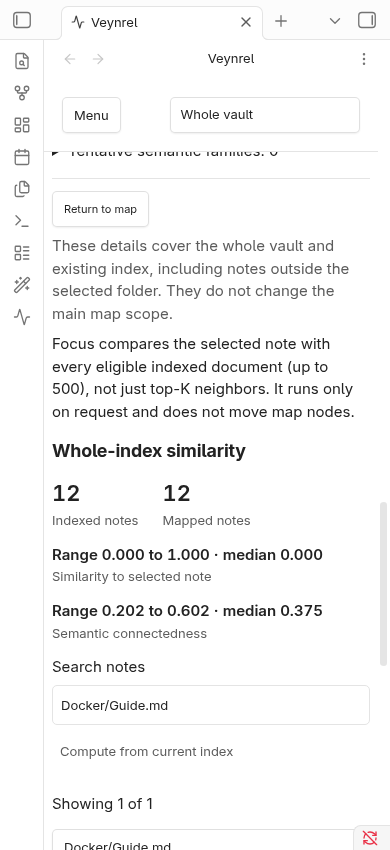 Veynrel
Veynrel
Menu
Whole vault
Tentative semantic families: 0
Return to map
These details cover the whole vault and
existing index, including notes outside the
selected folder. They do not change the
main map scope.
Focus compares the selected note with
every eligible indexed document (up to
500), not just top-K neighbors. It runs only
on request and does not move map nodes.
Whole-index similarity
12 12
Indexed notes Mapped notes
Range 0.000 to 1.000 · median 0.000
Similarity to selected note
Range 0.202 to 0.602 · median 0.375
Semantic connectedness
Search notes
Docker/Guide.md
Compute from current index
Showing 1 of 1
Docker/Guide.md